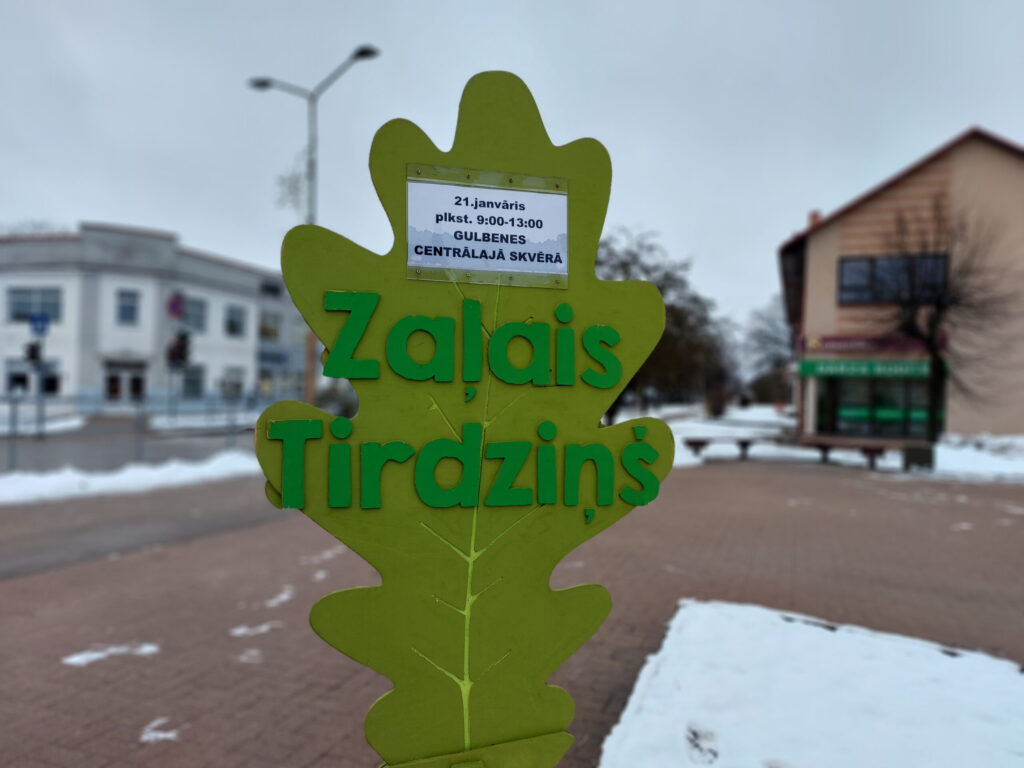 21.janvāris
plkst. 9:00-13:00
GULBENES
CENTRĀLAJĀ SKVĒRĀ
Zaļais
Tirdziņš